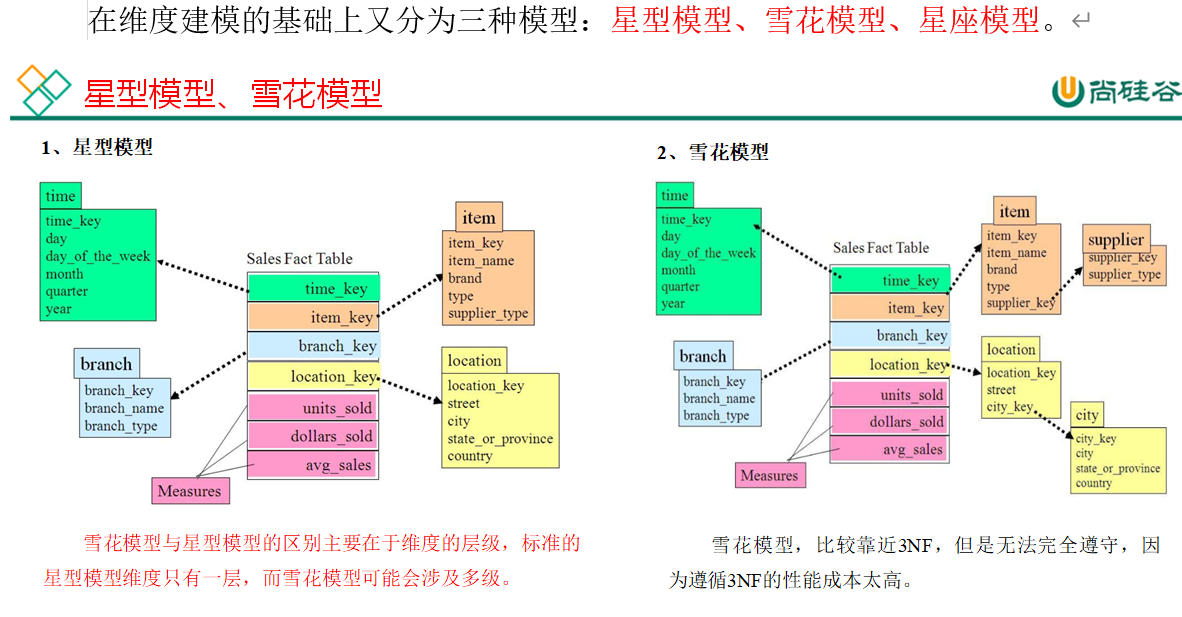 在维度建模的基础上又分为三种模型：星型模型、雪花模型、星座模型。
星型模型、雪花模型
尚硅谷
1、星型模型
time
time_key
day
day_of_the_week
month
quarter
year
branch
branch_key
branch_name
branch_type
Sales Fact Table
time_key
item_key
branch_key
location_key
units_sold
dollars_sold
avg_sales
Measures
item
item_key
item_name
brand
type
supplier_type
location
location_key
street
city
state_or_province
country
雪花模型与星型模型的区别主要在于维度的层级，标准的
星型模型维度只有一层，而雪花模型可能会涉及多级。
2、雪花模型
time
time_key
day
day_of_the_week
month
quarter
year
branch
branch_key
branch_name
branch_type
Sales Fact Table
time_key
item_key
branch_key
location_key
units_sold
dollars_sold
avg_sales
Measures
item
item_key
item_name
brand
type
supplier_key
supplier
supplier_key
supplier_type
location
location_key
street
city_key
city
city_key
city
state_or_province
country
雪花模型，比较靠近3NF，但是无法完全遵守，因
为遵循3NF的性能成本太高。